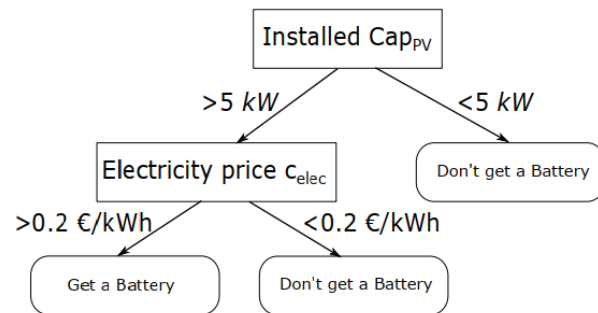 Installed Cap_PV
>5 kW
<5 kW
Electricity price c_elec
Don't get a Battery
>0.2 €/kWh
<0.2 €/kWh
Get a Battery
Don't get a Battery